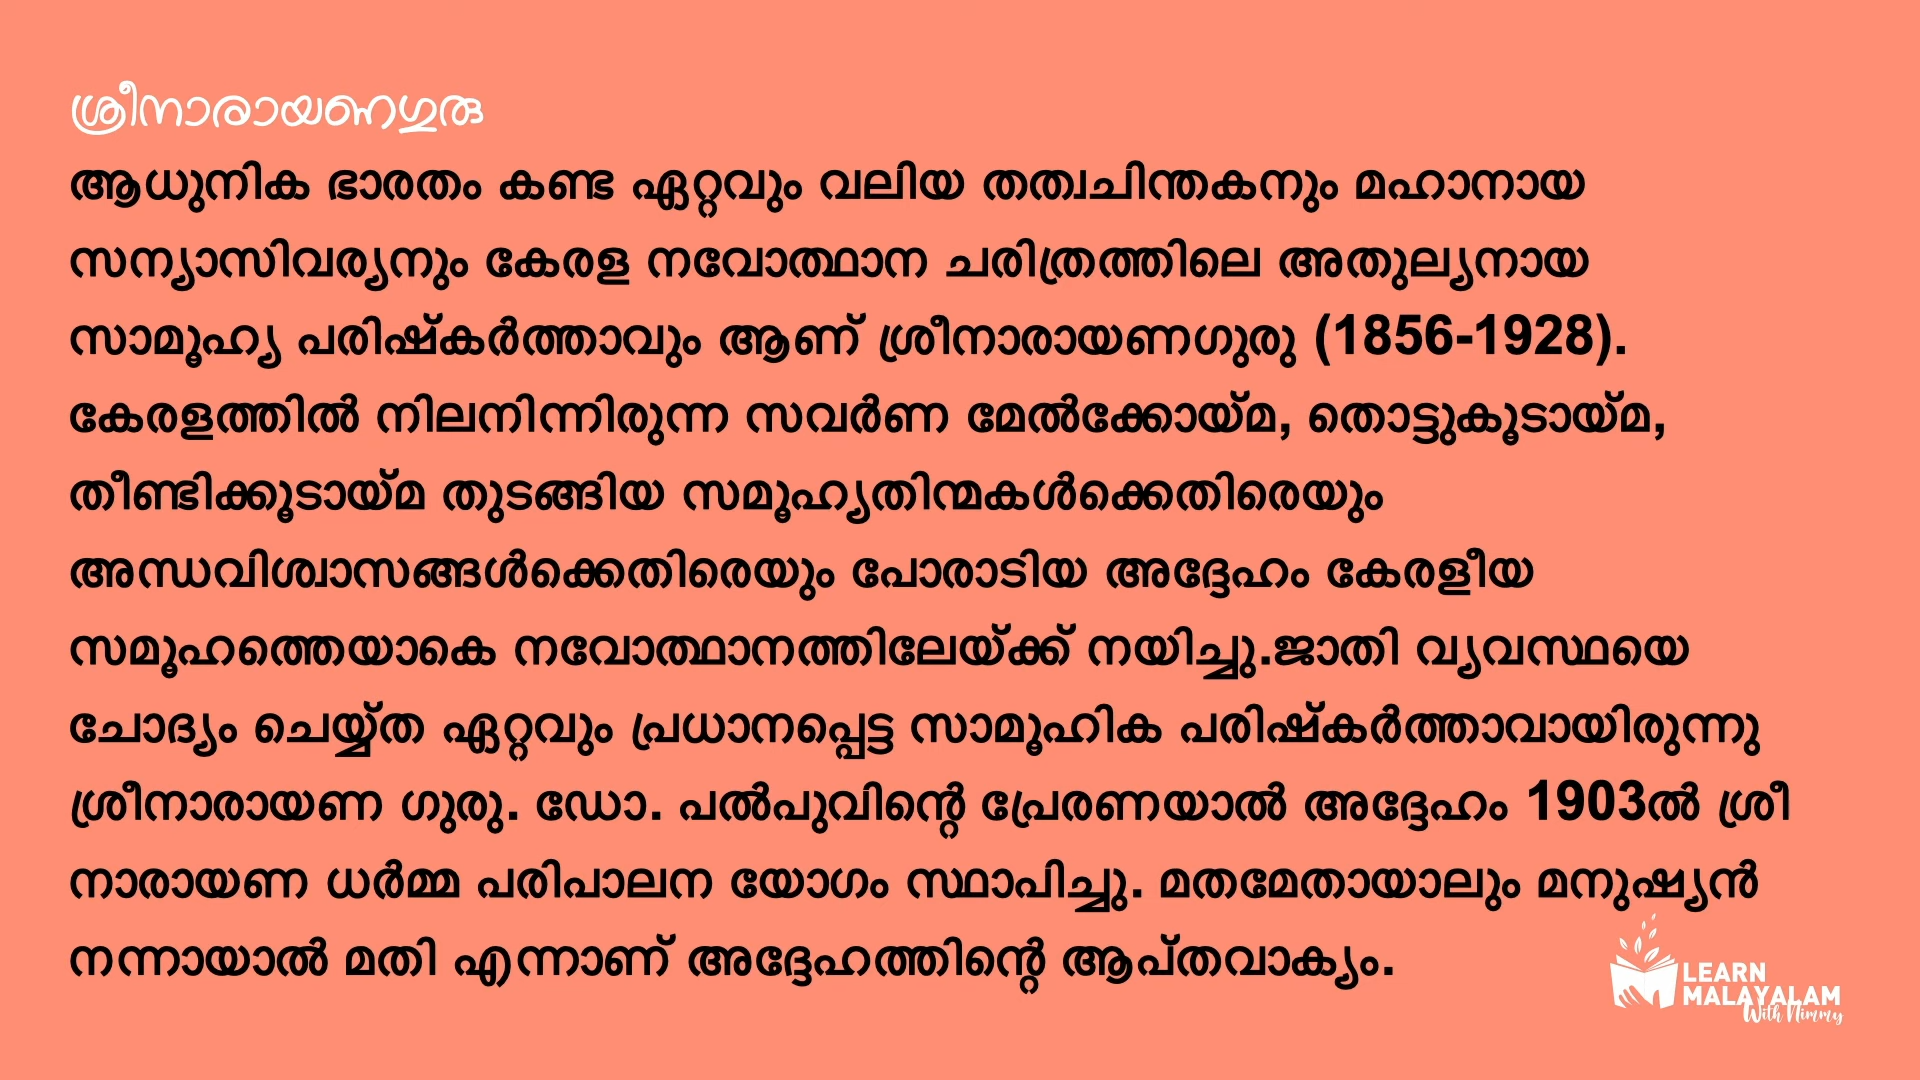 ശ്രീനാരായണഗുരു
ആധുനിക ഭാരതം കണ്ട ഏറ്റവും വലിയ തത്വചിന്തകനും മഹാനായ
സന്യാസിവര്യനും കേരള നവോത്ഥാന ചരിത്രത്തിലെ അതുല്യനായ
സാമൂഹ്യ പരിഷ്കർത്താവും ആണ് ശ്രീനാരായണഗുരു (1856-1928).
കേരളത്തിൽ നിലനിന്നിരുന്ന സവർണ മേൽക്കോയ്മ, തൊട്ടുകൂടായ്മ,
തീണ്ടിക്കൂടായ്മ തുടങ്ങിയ സമൂഹ്യതിന്മകൾക്കെതിരെയും
അന്ധവിശ്വാസങ്ങൾക്കെതിരെയും പോരാടിയ അദ്ദേഹം കേരളീയ
സമൂഹത്തെയാകെ നവോത്ഥാനത്തിലേയ്ക്ക് നയിച്ചു.ജാതി വ്യവസ്ഥയെ
ചോദ്യം ചെയ്യ്ത ഏറ്റവും പ്രധാനപ്പെട്ട സാമൂഹിക പരിഷ്കർത്താവായിരുന്നു
ശ്രീനാരായണ ഗുരു. ഡോ. പൽപുവിന്റെ പ്രേരണയാൽ അദ്ദേഹം 1903ൽ ശ്രീ
നാരായണ ധർമ്മ പരിപാലന യോഗം സ്ഥാപിച്ചു. മതമേതായാലും മനുഷ്യൻ
നന്നായാൽ മതി എന്നാണ് അദ്ദേഹത്തിന്റെ ആപ്തവാക്യം.
LEARN
MALAYALAM
With Nimmy